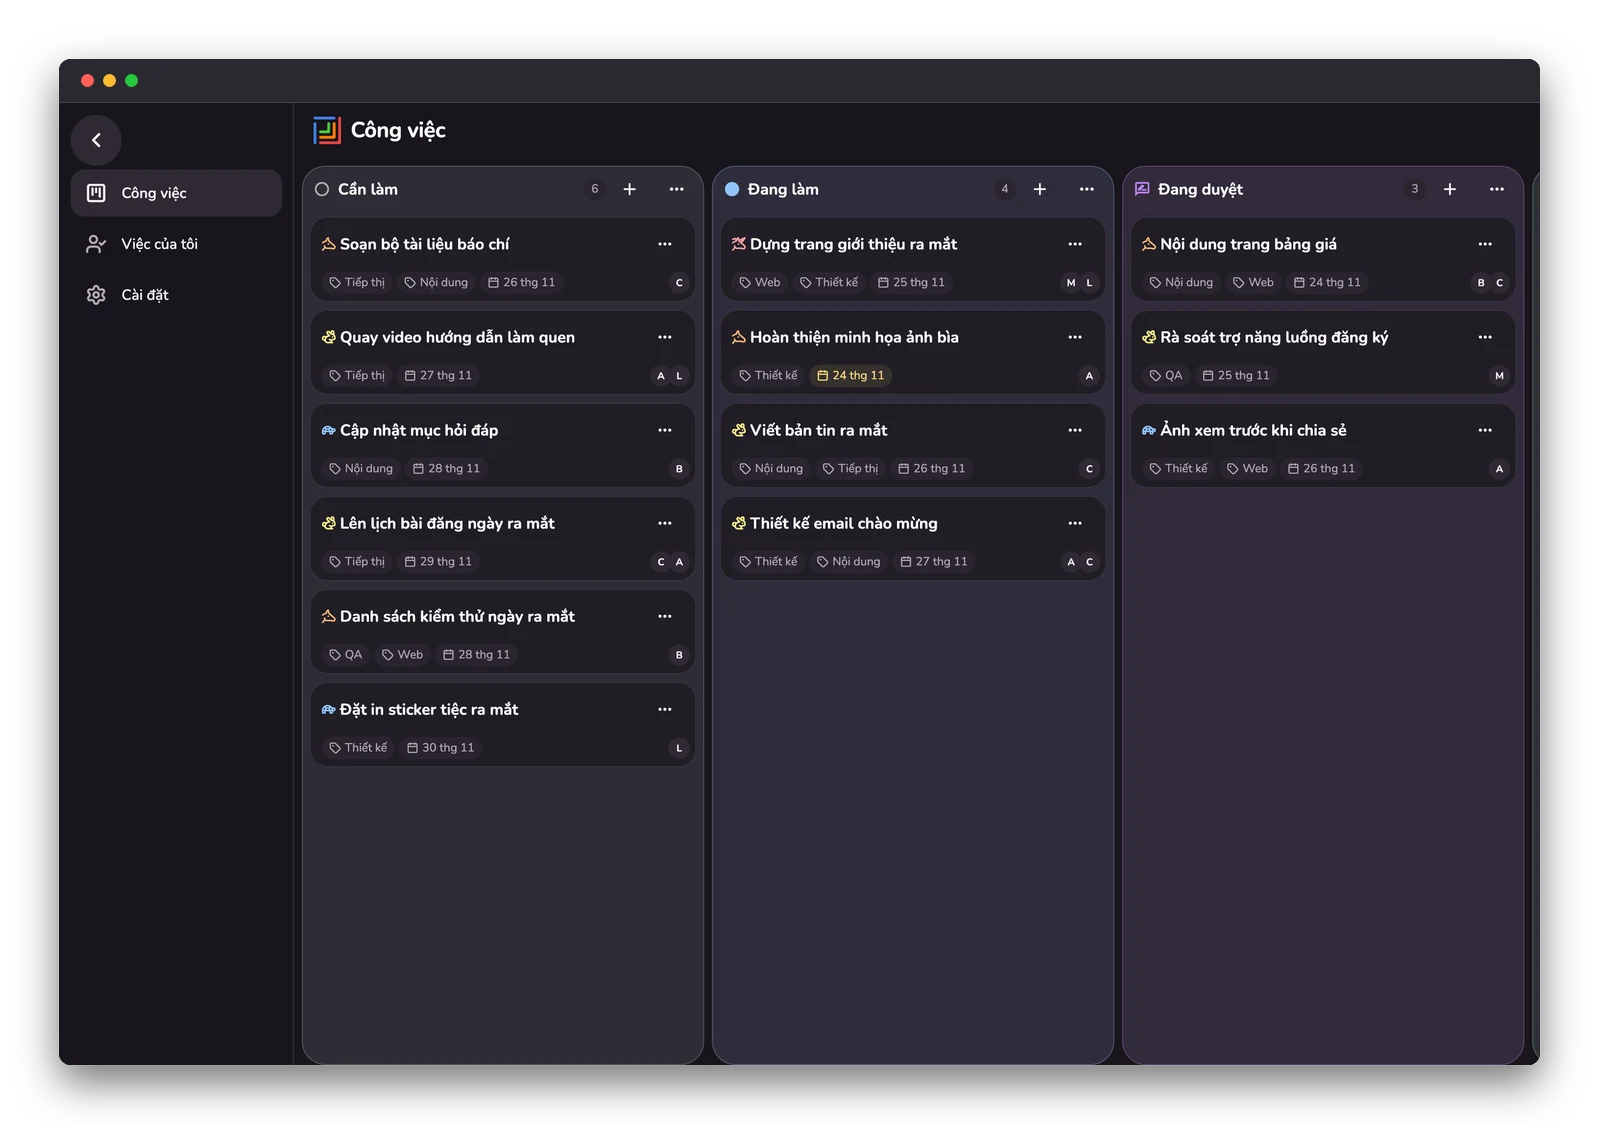 Công việc
Công việc
Việc của tôi
Cài đặt
Cần làm 6
Soạn bộ tài liệu báo chí
Tiếp thị Nội dung 26 thg 11 C
Quay video hướng dẫn làm quen
Tiếp thị 27 thg 11 A L
Cập nhật mục hỏi đáp
Nội dung 28 thg 11 B
Lên lịch bài đăng ngày ra mắt
Tiếp thị 29 thg 11 C A
Danh sách kiểm thử ngày ra mắt
QA Web 28 thg 11 B
Đặt in sticker tiệc ra mắt
Thiết kế 30 thg 11 L
Đang làm 4
Dựng trang giới thiệu ra mắt
Web Thiết kế 25 thg 11 M L
Hoàn thiện minh họa ảnh bìa
Thiết kế 24 thg 11 A
Viết bản tin ra mắt
Nội dung Tiếp thị 26 thg 11 C
Thiết kế email chào mừng
Thiết kế Nội dung 27 thg 11 A C
Đang duyệt 3
Nội dung trang bảng giá
Nội dung Web 24 thg 11 B C
Rà soát trợ năng luồng đăng ký
QA 25 thg 11 M
Ảnh xem trước khi chia sẻ
Thiết kế Web 26 thg 11 A